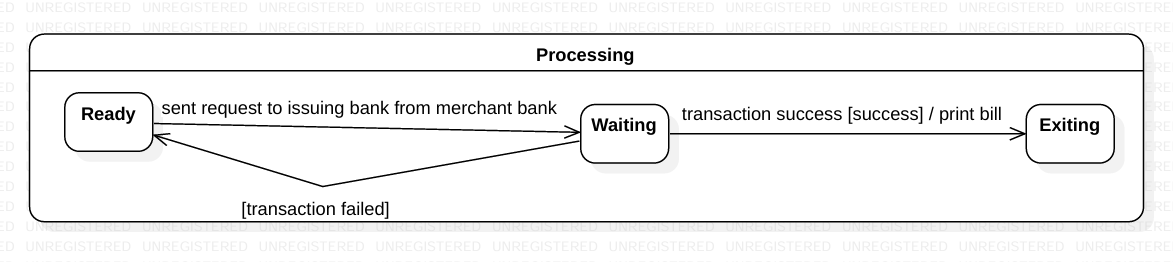 Processing
Ready
sent request to issuing bank from merchant bank
Waiting
transaction success [success] / print bill
Exiting
[transaction failed]
UNREGISTERED